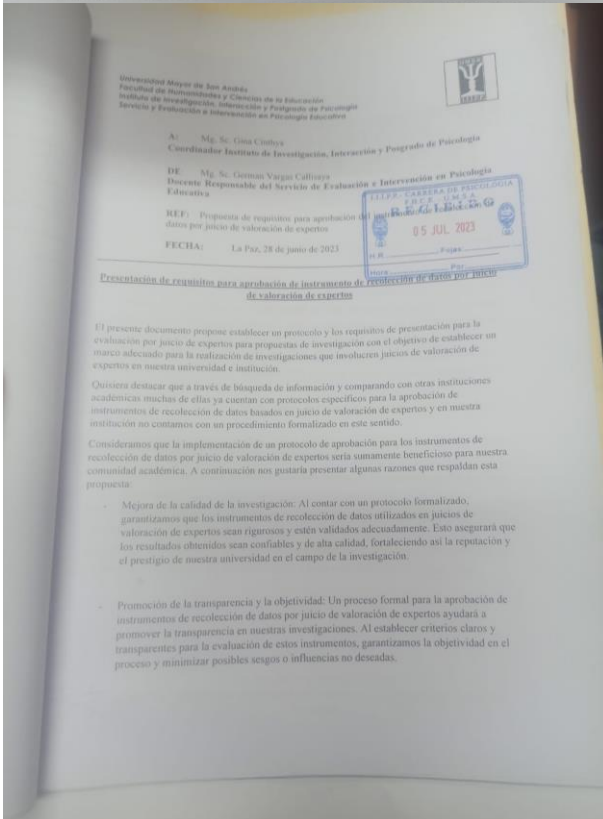 Universidad Mayor de San Andrés
Facultad de Humanidades y Ciencias de la Educación
Instituto de Investigación, Interacción y Postgrado de Psicología
Servicio y Evaluación e Intervención en Psicología Educativa
A: Mg. Sc. Gina
Coordinador Instituto de Investigación, Interacción y Posgrado de Psicología
DE Mg. Sc. German Vargas
Docente Responsable del Servicio de Evaluación e Intervención en Psicología
Educativa
I.I.I.P.P. - CARRERA DE PSICOLOGIA
U.M.S.A.
RECIBIDO
REF: Propuesta de requisitos para aprobación del instrumento de recolección de
datos por juicio de valoración de expertos
05 JUL 2023
FECHA: La Paz, 28 de junio de 2023
H.R. Fojas
Hora Por:
Presentación de requisitos para aprobación de instrumento de recolección de datos por juicio
de valoración de expertos
El presente documento propone establecer un protocolo y los requisitos de presentación para la
evaluación por juicio de expertos para propuestas de investigación con el objetivo de establecer un
marco adecuado para la realización de investigaciones que involucren juicios de valoración de
expertos en nuestra universidad e institución.
Quisiera destacar que a través de búsqueda de información y comparando con otras instituciones
académicas muchas de ellas ya cuentan con protocolos específicos para la aprobación de
instrumentos de recolección de datos basados en juicio de valoración de expertos y en nuestra
institución no contamos con un procedimiento formalizado en este sentido.
Consideramos que la implementación de un protocolo de aprobación para los instrumentos de
recolección de datos por juicio de valoración de expertos sería sumamente beneficioso para nuestra
comunidad académica. A continuación nos gustaría presentar algunas razones que respaldan esta
propuesta:
- Mejora de la calidad de la investigación: Al contar con un protocolo formalizado,
garantizamos que los instrumentos de recolección de datos utilizados en juicios de
valoración de expertos sean rigurosos y estén validados adecuadamente. Esto asegurará que
los resultados obtenidos sean confiables y de alta calidad, fortaleciendo así la reputación y
el prestigio de nuestra universidad en el campo de la investigación.
- Promoción de la transparencia y la objetividad: Un proceso formal para la aprobación de
instrumentos de recolección de datos por juicio de valoración de expertos ayudará a
promover la transparencia en nuestras investigaciones. Al establecer criterios claros y
transparentes para la evaluación de estos instrumentos, garantizamos la objetividad en el
proceso y minimizar posibles sesgos o influencias no deseadas.